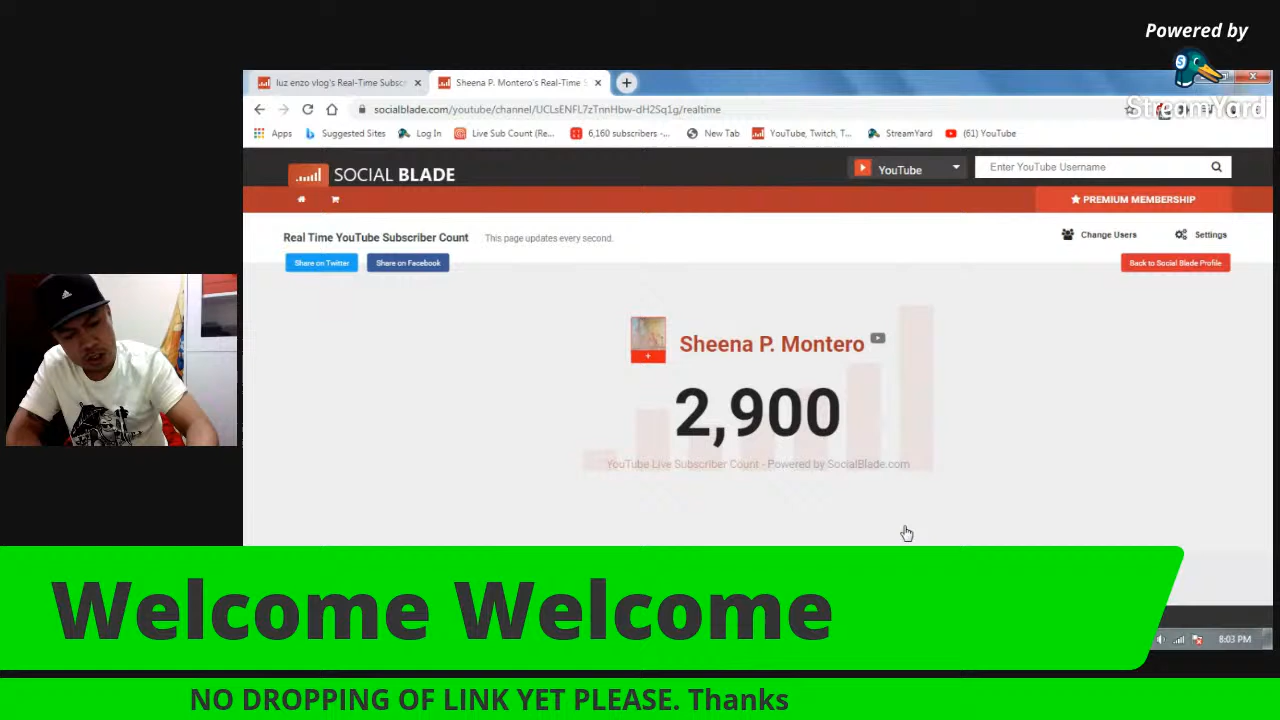 Powered by
StreamYard
luz enzo vlog's Real-Time Subsc
Sheena P. Montero's Real-Time S
socialblade.com/youtube/channel/UCLsENFL7zTnnHbw-dH2Sq1g/realtime
Apps Suggested Sites Log In Live Sub Count (Re... 6,160 subscribers -... New Tab YouTube, Twitch, T... StreamYard (61) YouTube
SOCIAL BLADE YouTube Enter YouTube Username
PREMIUM MEMBERSHIP
Real Time YouTube Subscriber Count This page updates every second. Change Users Settings
Share on Twitter Share on Facebook Back to Social Blade Profile
Sheena P. Montero
2,900
YouTube Live Subscriber Count - Powered by SocialBlade.com
Welcome Welcome
8:03 PM
NO DROPPING OF LINK YET PLEASE. Thanks